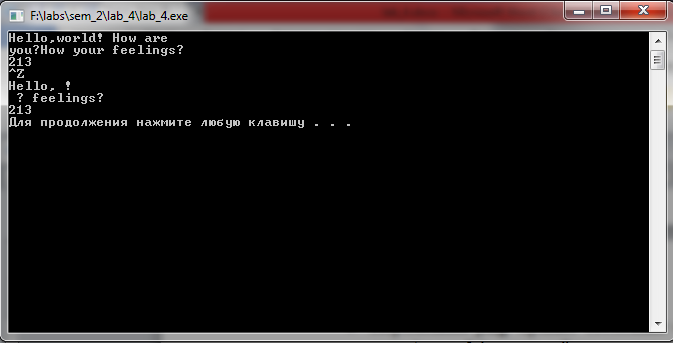 F:\labs\sem_2\lab_4\lab_4.exe
Hello,world! How are
you?How your feelings?
213
^Z
Hello, !
 ? feelings?
213
Для продолжения нажмите любую клавишу . . .